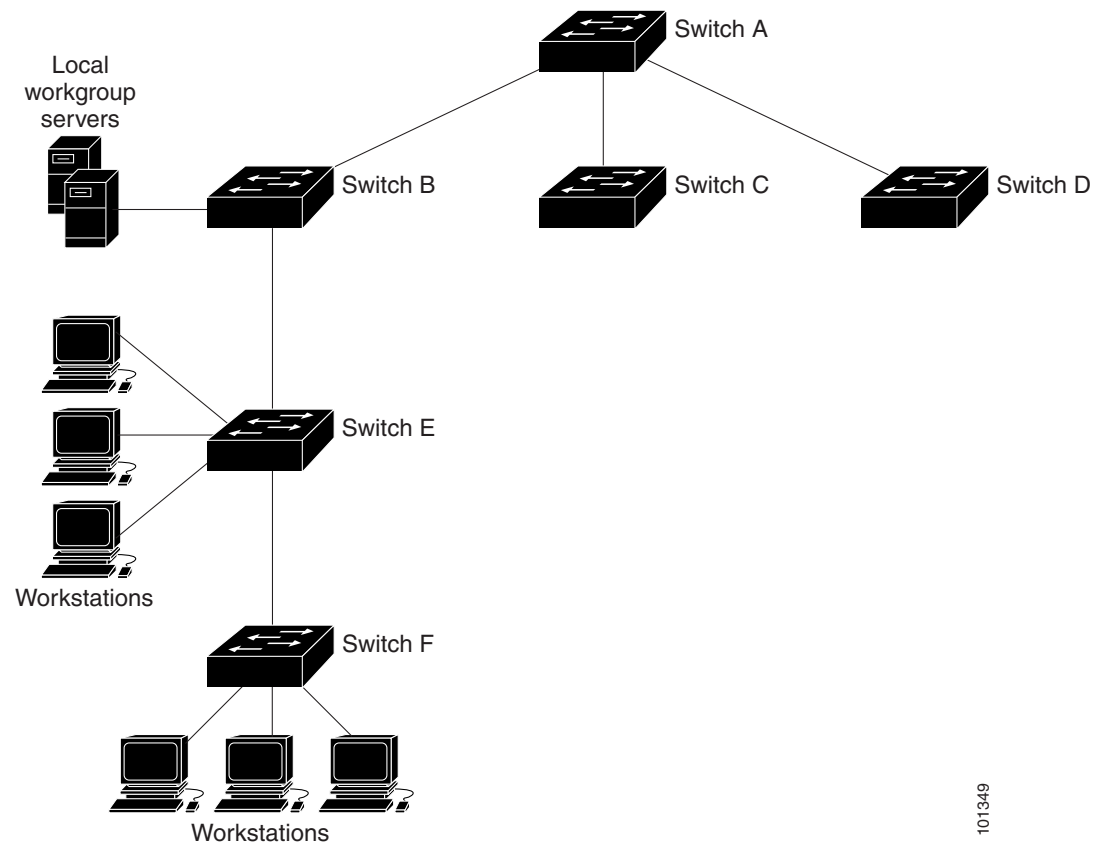 Switch A
Local
workgroup
servers
Switch B
Switch C
Switch D
Switch E
Workstations
Switch F
Workstations
101349